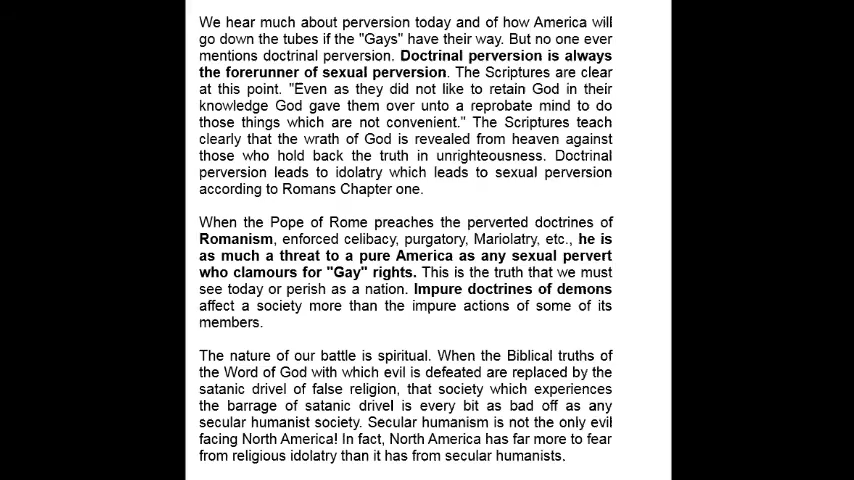 We hear much about perversion today and of how America will
go down the tubes if the "Gays" have their way. But no one ever
mentions doctrinal perversion. Doctrinal perversion is always
the forerunner of sexual perversion. The Scriptures are clear
at this point. "Even as they did not like to retain God in their
knowledge God gave them over unto a reprobate mind to do
those things which are not convenient." The Scriptures teach
clearly that the wrath of God is revealed from heaven against
those who hold back the truth in unrighteousness. Doctrinal
perversion leads to idolatry which leads to sexual perversion
according to Romans Chapter one.
When the Pope of Rome preaches the perverted doctrines of
Romanism, enforced celibacy, purgatory, Mariolatry, etc., he is
as much a threat to a pure America as any sexual pervert
who clamours for "Gay" rights. This is the truth that we must
see today or perish as a nation. Impure doctrines of demons
affect a society more than the impure actions of some of its
members.
The nature of our battle is spiritual. When the Biblical truths of
the Word of God with which evil is defeated are replaced by the
satanic drivel of false religion, that society which experiences
the barrage of satanic drivel is every bit as bad off as any
secular humanist society. Secular humanism is not the only evil
facing North America! In fact, North America has far more to fear
from religious idolatry than it has from secular humanists.